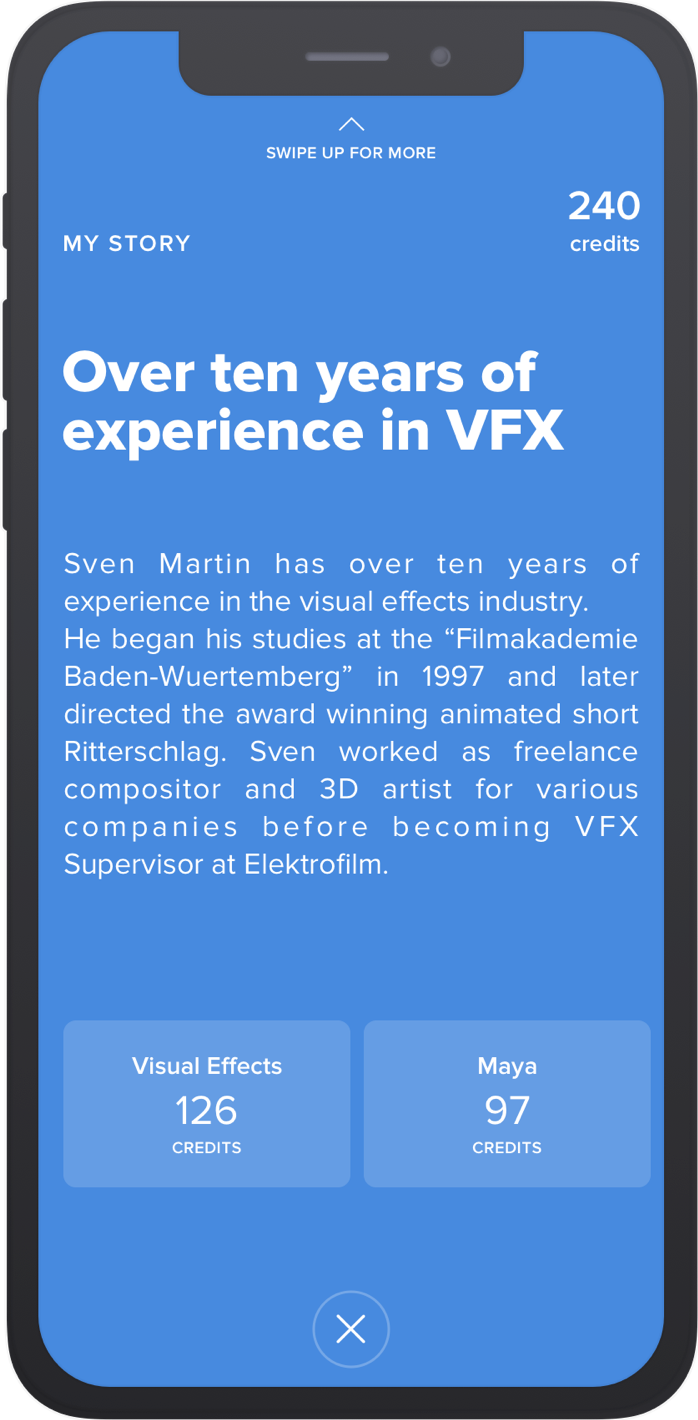 SWIPE UP FOR MORE
240
MY STORY
credits
Over ten years of
experience in VFX
Sven Martin has over ten years of
experience in the visual effects industry.
He began his studies at the “Filmakademie
Baden-Wuertemberg” in 1997 and later
directed the award winning animated short
Ritterschlag. Sven worked as freelance
compositor and 3D artist for various
companies before becoming VFX
Supervisor at Elektrofilm.
Visual Effects
126
CREDITS
Maya
97
CREDITS